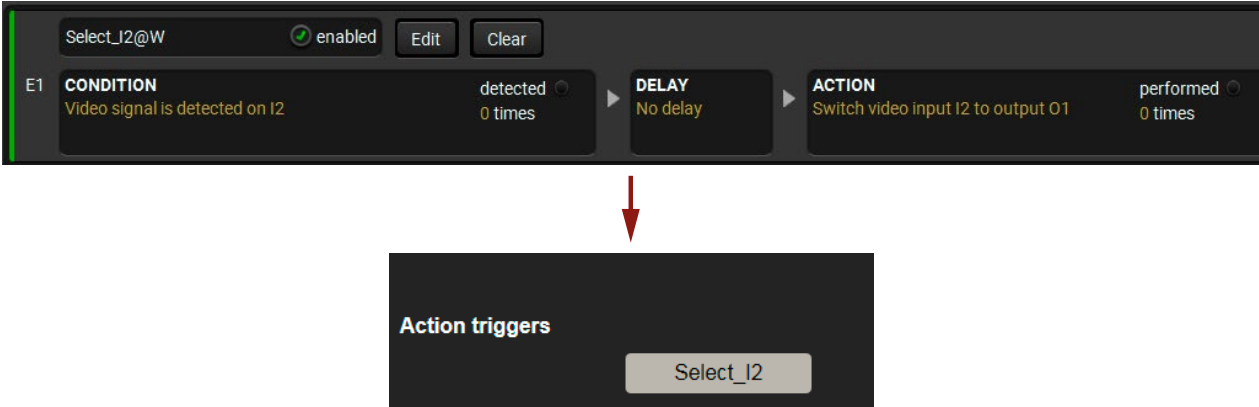 Select_I2@W enabled Edit Clear
E1 CONDITION detected DELAY ACTION performed
Video signal is detected on I2 0 times No delay Switch video input I2 to output O1 0 times
Action triggers
Select_I2